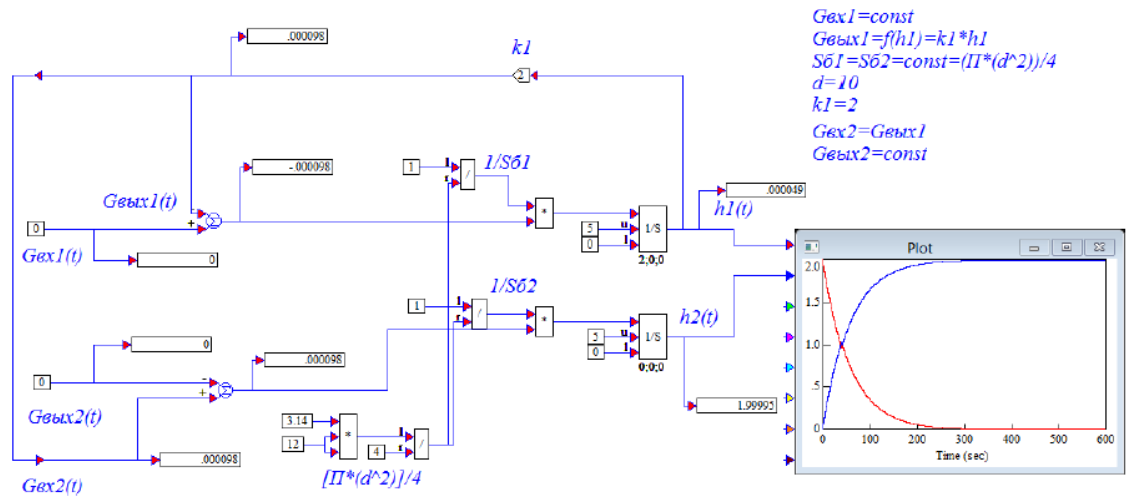 Gвх1=const
Gвых1=f(h1)=k1*h1
Sб1=Sб2=const=(П*(d^2))/4
d=10
k1=2
Gвх2=Gвых1
Gвых2=const
.000098
k1
2
-.000098
1
l
r
/
1/Sб1
.000049
h1(t)
Gвых1(t)
-
+
Σ
*
5
u
0
l
1/S
2;0;0
0
Gвх1(t)
0
Plot
2.0
1.5
1.0
.5
0
0 100 200 300 400 500 600
Time (sec)
1/Sб2
1
l
r
/
*
5
u
0
l
1/S
0;0;0
h2(t)
0
.000098
0
-
+
Σ
Gвых2(t)
1.99995
3.14
12
*
4
l
r
/
[П*(d^2)]/4
.000098
Gвх2(t)